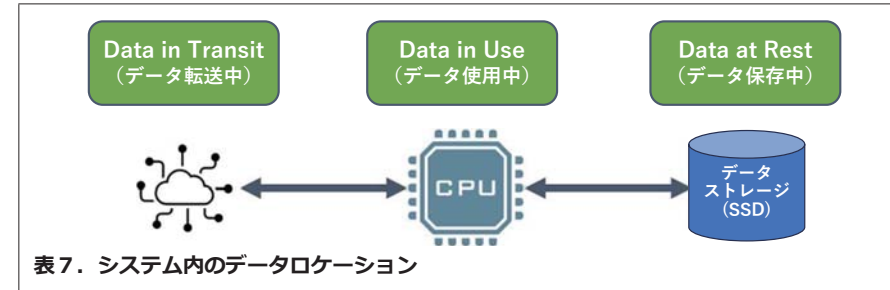 Data in Transit
（データ転送中）
Data in Use
（データ使用中）
Data at Rest
（データ保存中）
CPU
データ
ストレージ
(SSD)
表７．システム内のデータロケーション